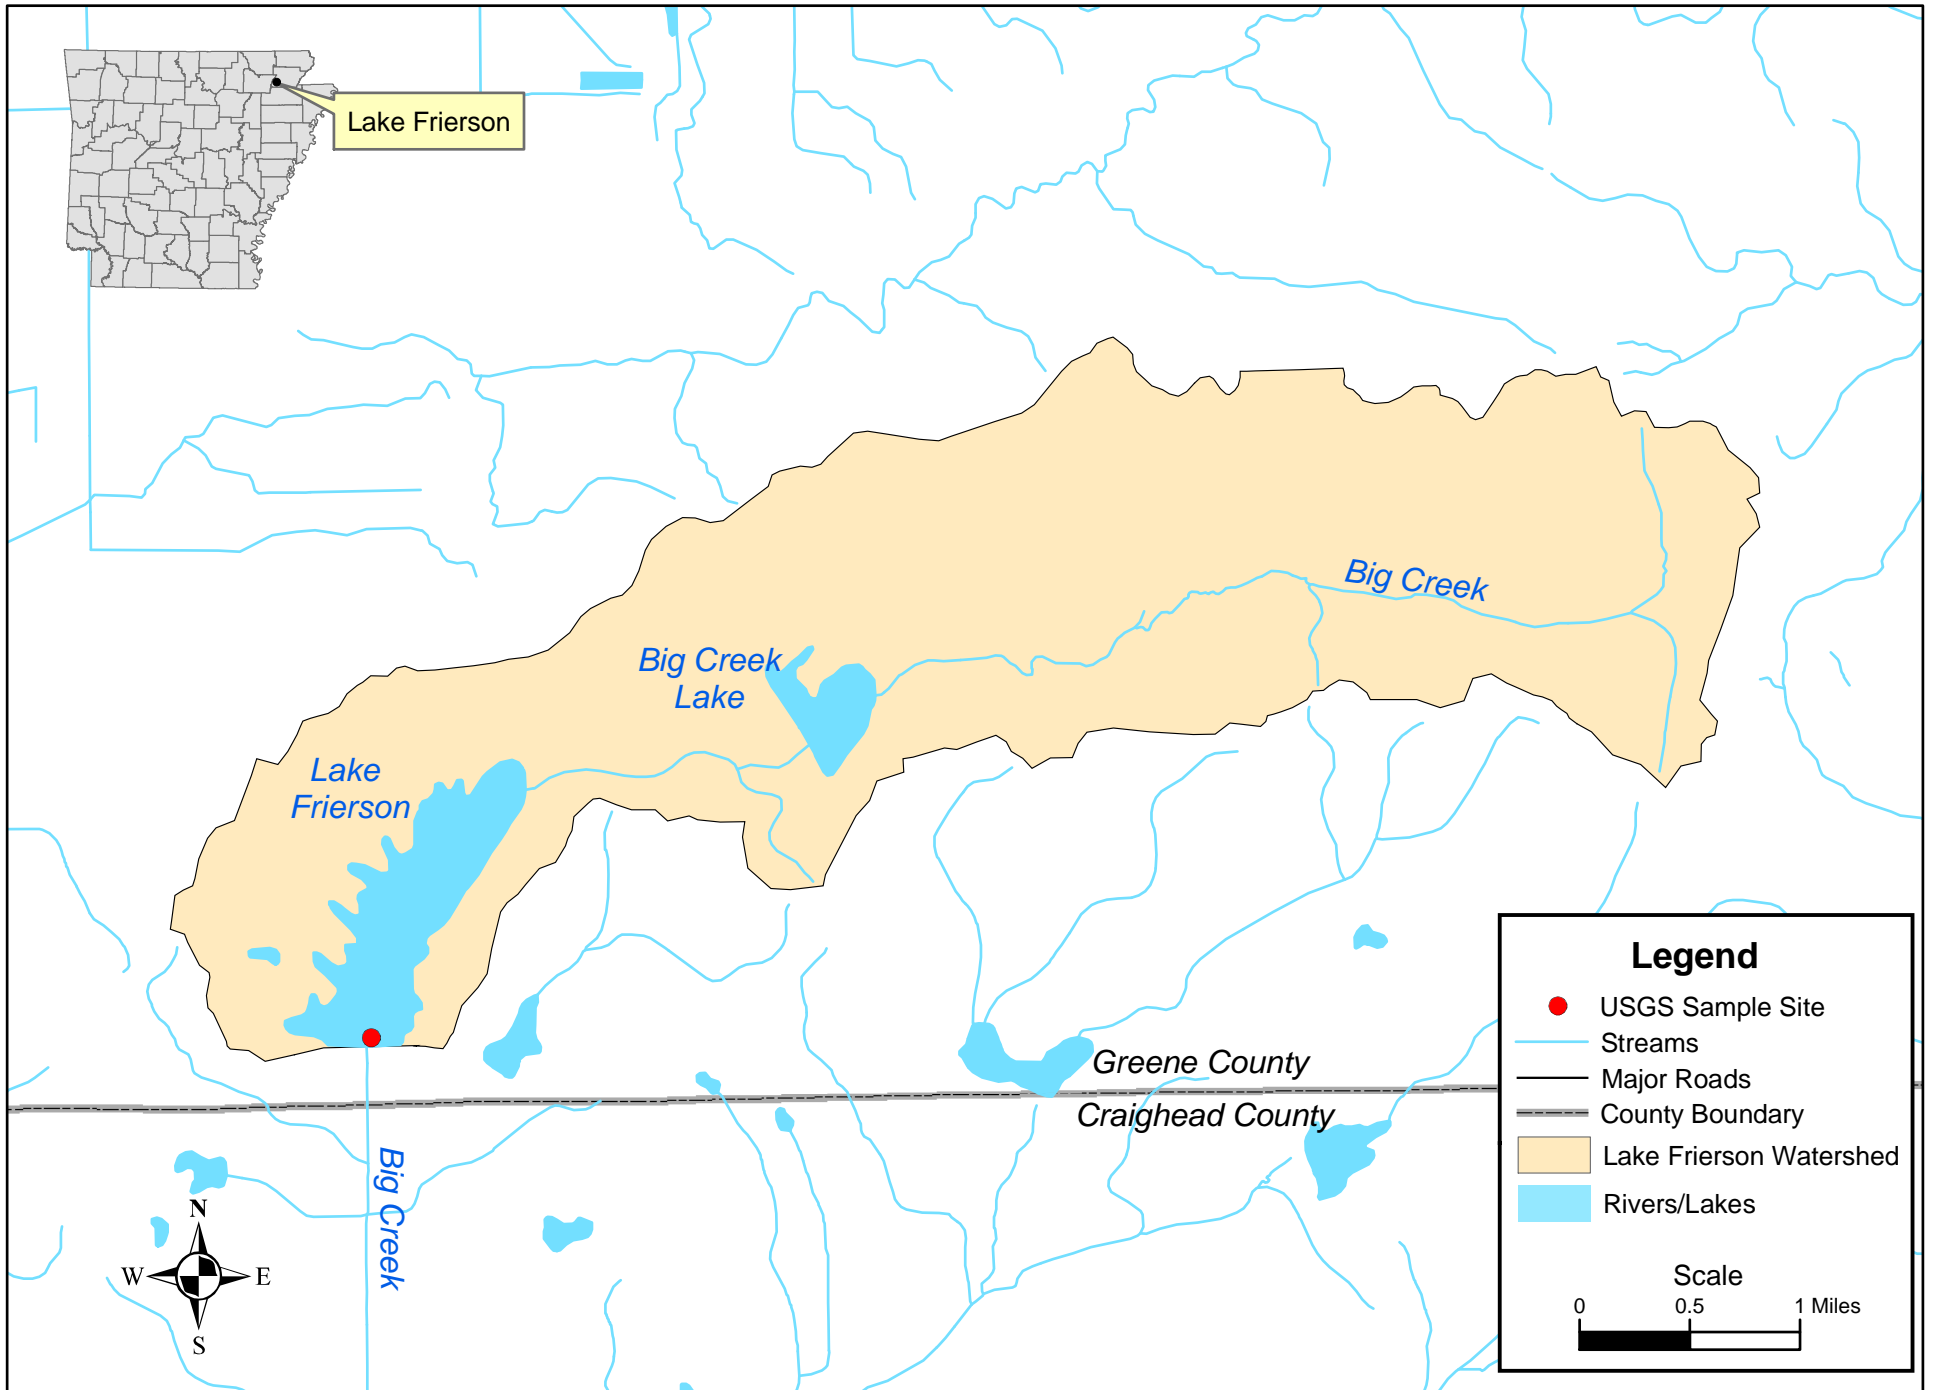 Lake Frierson
Big Creek
Big Creek
Lake
Lake
Frierson
Greene County
Craighead County
Big Creek
N
W
E
S
Legend
USGS Sample Site
Streams
Major Roads
County Boundary
Lake Frierson Watershed
Rivers/Lakes
Scale
0 0.5 1 Miles